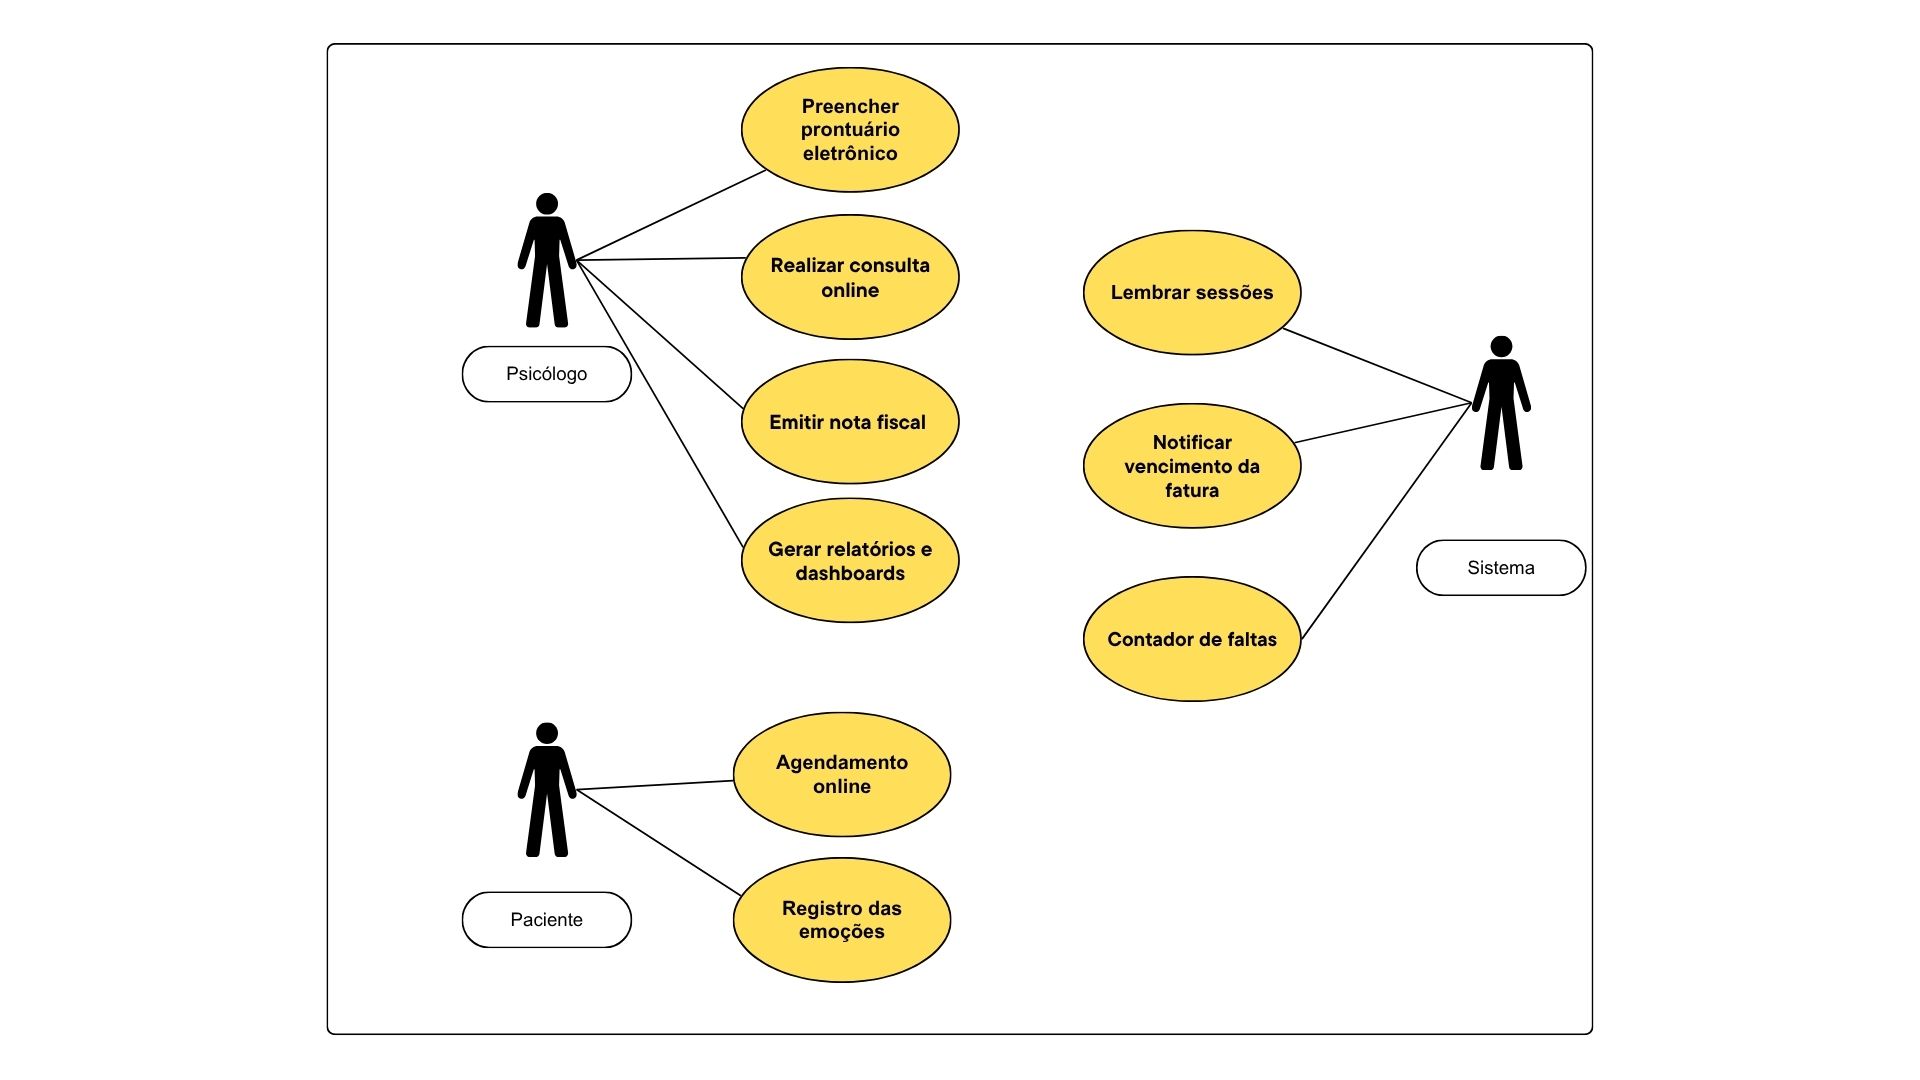 Preencher
prontuário
eletrônico
Realizar consulta
online
Psicólogo
Emitir nota fiscal
Gerar relatórios e
dashboards
Lembrar sessões
Notificar
vencimento da
fatura
Sistema
Contador de faltas
Agendamento
online
Paciente
Registro das
emoções